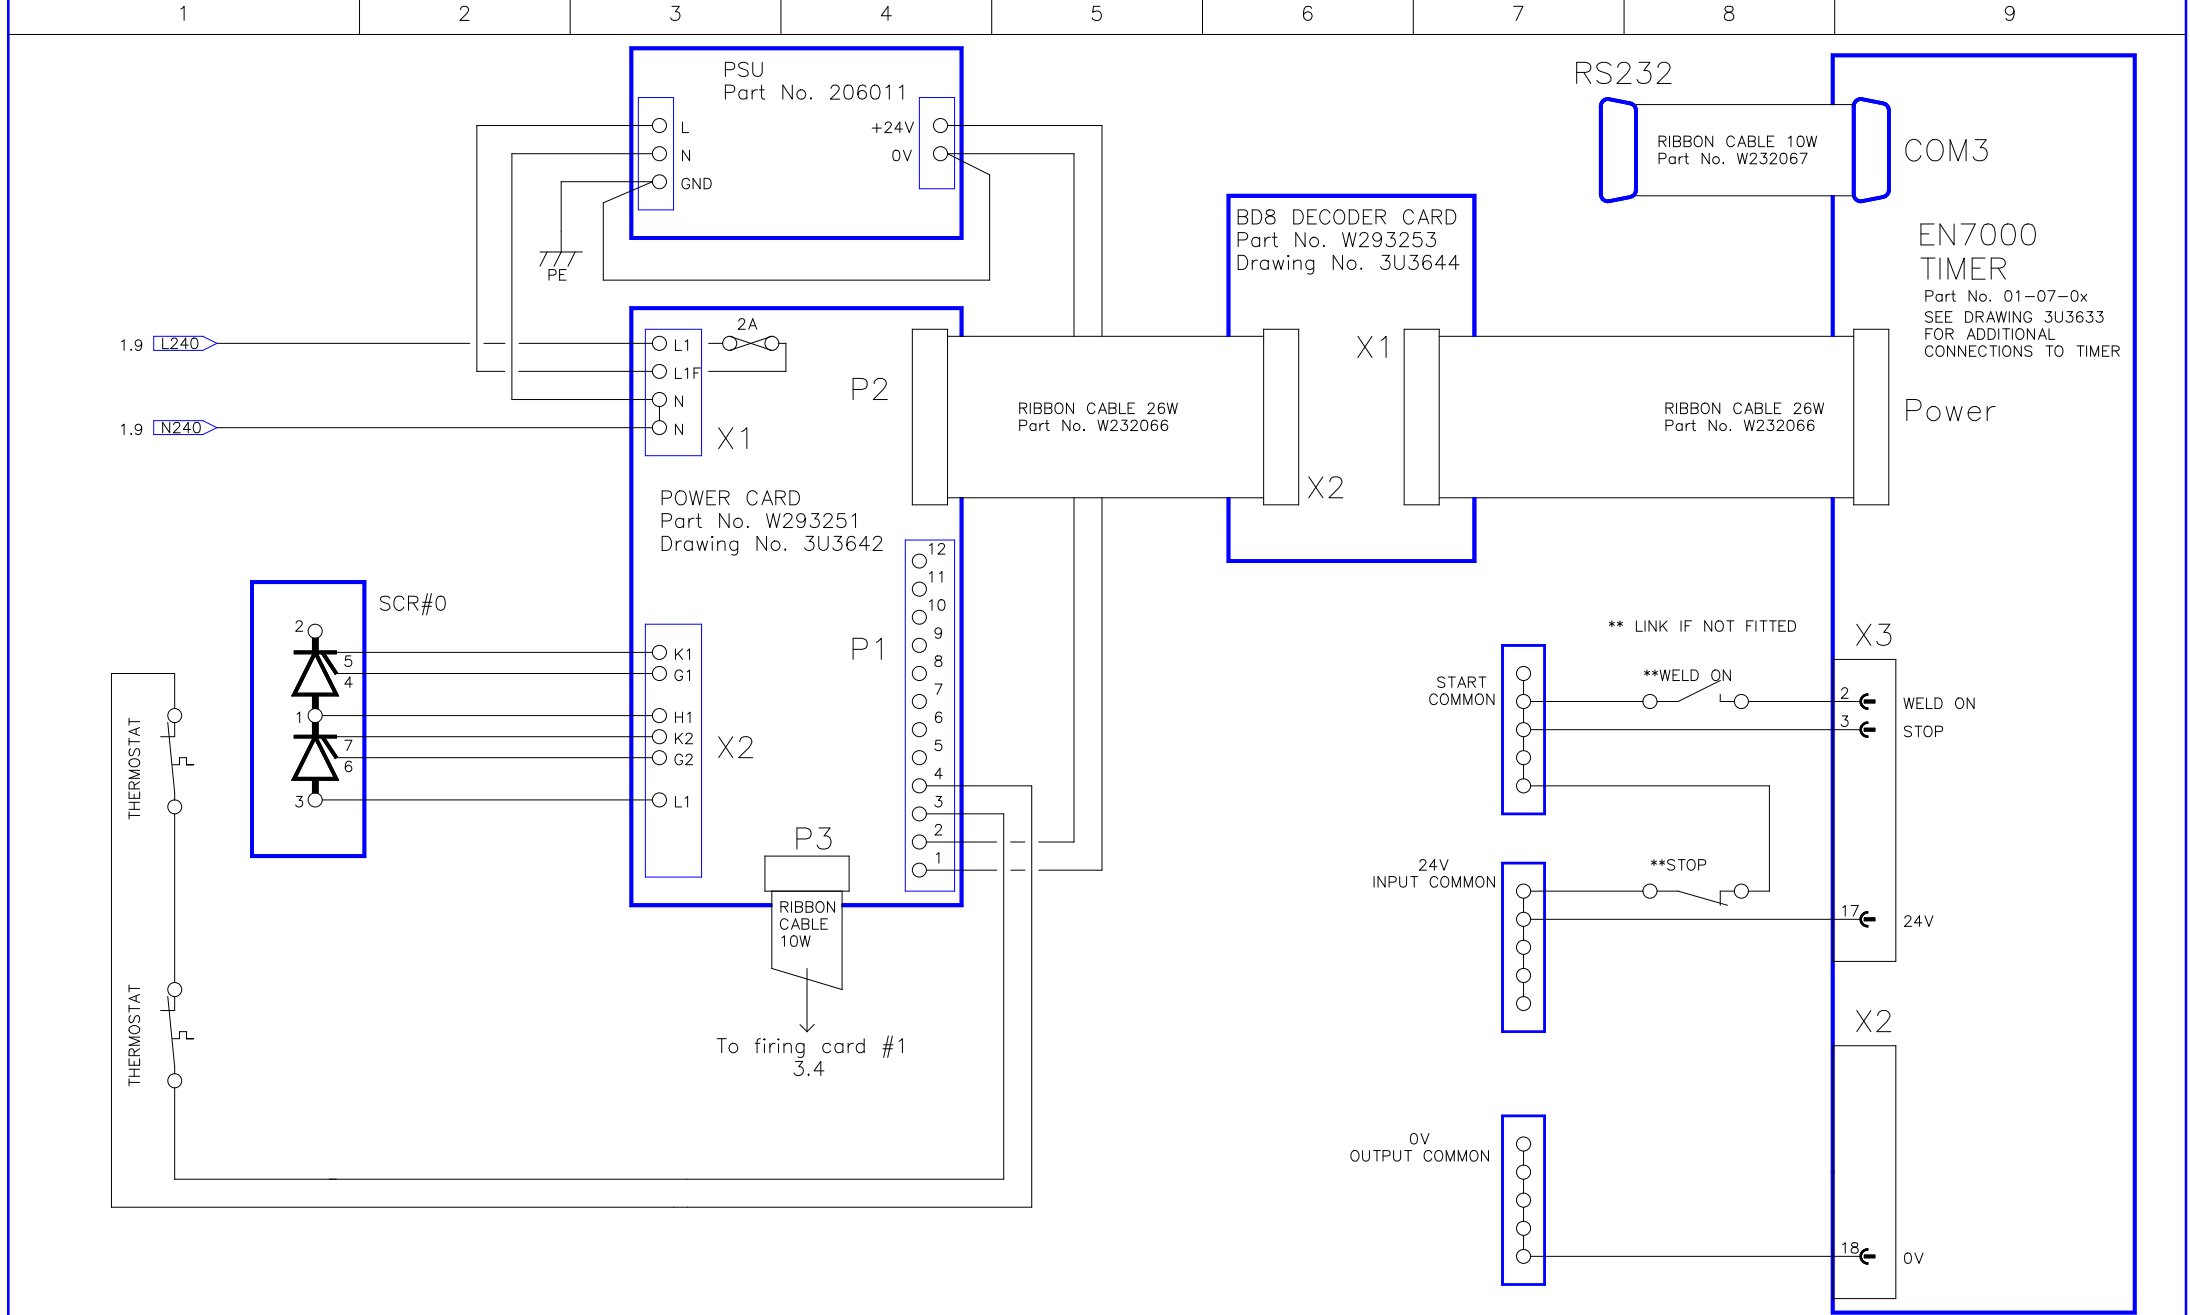 1 2 3 4 5 6 7 8 9
PSU
Part No. 206011
L
N
GND
+24V
0V
PE
RS232
RIBBON CABLE 10W
Part No. W232067
COM3
BD8 DECODER CARD
Part No. W293253
Drawing No. 3U3644
EN7000
TIMER
Part No. 01-07-0x
SEE DRAWING 3U3633
FOR ADDITIONAL
CONNECTIONS TO TIMER
1.9 L240
1.9 N240
L1
L1F
N
N
2A
X1
P2
RIBBON CABLE 26W
Part No. W232066
X2
X1
RIBBON CABLE 26W
Part No. W232066
Power
POWER CARD
Part No. W293251
Drawing No. 3U3642
SCR#0
2
5
4
1
7
6
3
K1
G1
H1
K2
G2
L1
X2
P1
12
11
10
9
8
7
6
5
4
3
2
1
P3
RIBBON
CABLE
10W
To firing card #1
3.4
THERMOSTAT
THERMOSTAT
** LINK IF NOT FITTED
START
COMMON
**WELD ON
X3
2
WELD ON
3
STOP
24V
INPUT COMMON
**STOP
17
24V
X2
0V
OUTPUT COMMON
18
0V